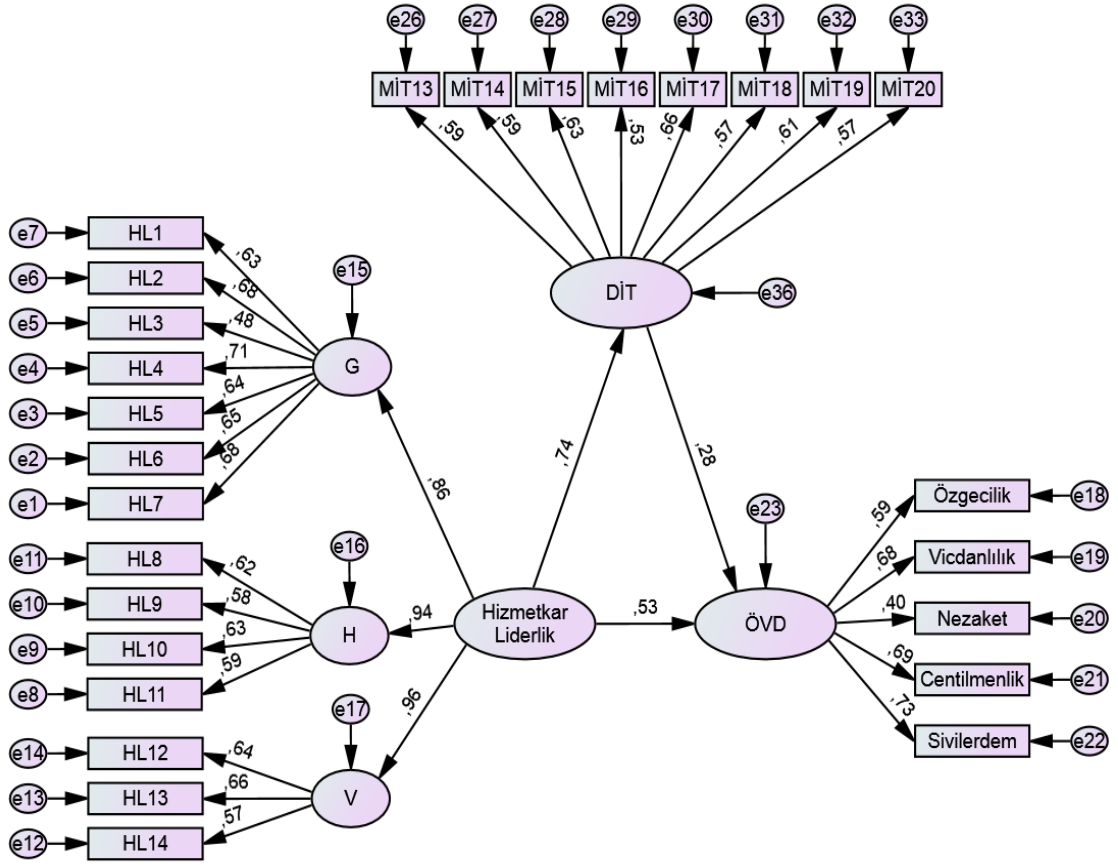 e26 e27 e28 e29 e30 e31 e32 e33
MİT13 MİT14 MİT15 MİT16 MİT17 MİT18 MİT19 MİT20
,59 ,59 ,63 ,53 ,66 ,57 ,61 ,57
e7 HL1 ,63
e6 HL2 ,68
e5 HL3 ,48
e4 HL4 ,71
e3 HL5 ,64
e2 HL6 ,65
e1 HL7 ,68
e15
G
DİT
e36
,86
,74
,28
e11 HL8 ,62
e10 HL9 ,58
e9 HL10 ,63
e8 HL11 ,59
e16
H
,94
Hizmetkar
Liderlik
,53
e23
ÖVD
,59 Özgecilik e18
,68 Vicdanlılık e19
,40 Nezaket e20
,69 Centilmenlik e21
,73 Sivilerdem e22
,96
e17
V
e14 HL12 ,64
e13 HL13 ,66
e12 HL14 ,57